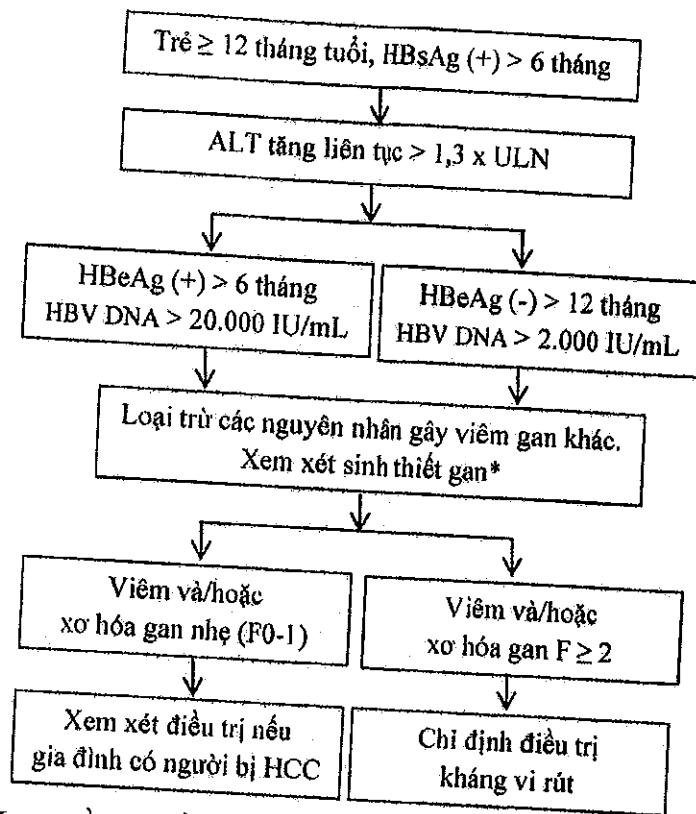 Trẻ ≥ 12 tháng tuổi, HBsAg (+) > 6 tháng
ALT tăng liên tục > 1,3 x ULN
HBeAg (+) > 6 tháng
HBV DNA > 20.000 IU/mL
HBeAg (-) > 12 tháng
HBV DNA > 2.000 IU/mL
Loại trừ các nguyên nhân gây viêm gan khác.
Xem xét sinh thiết gan*
Viêm và/hoặc
xơ hóa gan nhẹ (F0-1)
Viêm và/hoặc
xơ hóa gan F ≥ 2
Xem xét điều trị nếu
gia đình có người bị HCC
Chỉ định điều trị
kháng vi rút